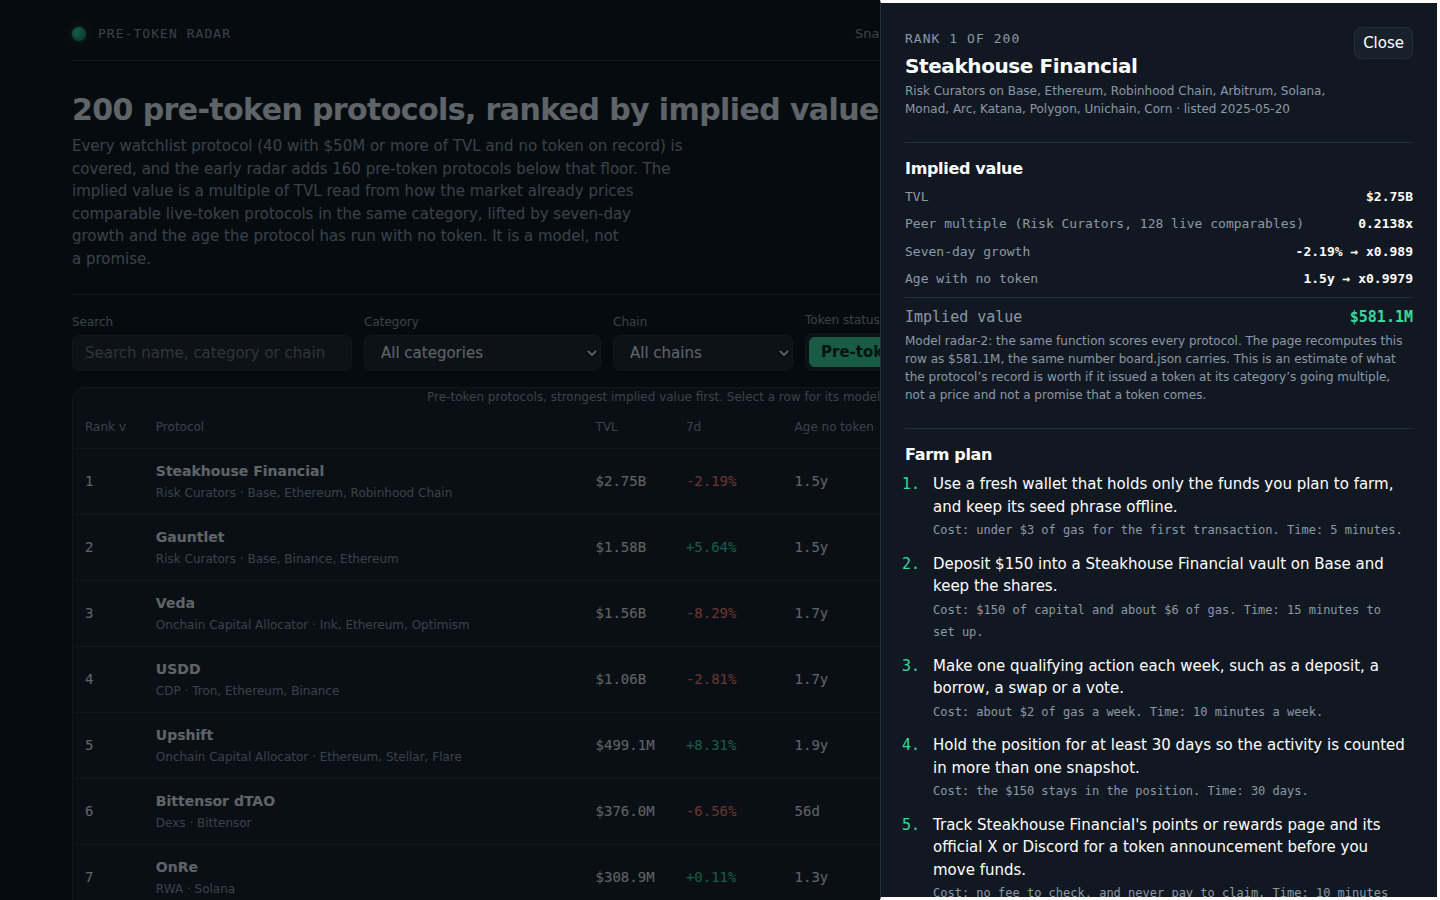 PRE-TOKEN RADAR
Sna
200 pre-token protocols, ranked by implied value
Every watchlist protocol (40 with $50M or more of TVL and no token on record) is
covered, and the early radar adds 160 pre-token protocols below that floor. The
implied value is a multiple of TVL read from how the market already prices
comparable live-token protocols in the same category, lifted by seven-day
growth and the age the protocol has run with no token. It is a model, not
a promise.
Search
Category
Chain
Token status
Search name, category or chain
All categories
All chains
Pre-tok
Pre-token protocols, strongest implied value first. Select a row for its model
Rank v Protocol TVL 7d Age no token
1 Steakhouse Financial $2.75B -2.19% 1.5y
Risk Curators · Base, Ethereum, Robinhood Chain
2 Gauntlet $1.58B +5.64% 1.5y
Risk Curators · Base, Binance, Ethereum
3 Veda $1.56B -8.29% 1.7y
Onchain Capital Allocator · Ink, Ethereum, Optimism
4 USDD $1.06B -2.81% 1.7y
CDP · Tron, Ethereum, Binance
5 Upshift $499.1M +8.31% 1.9y
Onchain Capital Allocator · Ethereum, Stellar, Flare
6 Bittensor dTAO $376.0M -6.56% 56d
Dexs · Bittensor
7 OnRe $308.9M +0.11% 1.3y
RWA · Solana
RANK 1 OF 200
Close
Steakhouse Financial
Risk Curators on Base, Ethereum, Robinhood Chain, Arbitrum, Solana,
Monad, Arc, Katana, Polygon, Unichain, Corn · listed 2025-05-20
Implied value
TVL $2.75B
Peer multiple (Risk Curators, 128 live comparables) 0.2138x
Seven-day growth -2.19% → x0.989
Age with no token 1.5y → x0.9979
Implied value $581.1M
Model radar-2: the same function scores every protocol. The page recomputes this
row as $581.1M, the same number board.json carries. This is an estimate of what
the protocol’s record is worth if it issued a token at its category’s going multiple,
not a price and not a promise that a token comes.
Farm plan
1. Use a fresh wallet that holds only the funds you plan to farm,
and keep its seed phrase offline.
Cost: under $3 of gas for the first transaction. Time: 5 minutes.
2. Deposit $150 into a Steakhouse Financial vault on Base and
keep the shares.
Cost: $150 of capital and about $6 of gas. Time: 15 minutes to
set up.
3. Make one qualifying action each week, such as a deposit, a
borrow, a swap or a vote.
Cost: about $2 of gas a week. Time: 10 minutes a week.
4. Hold the position for at least 30 days so the activity is counted
in more than one snapshot.
Cost: the $150 stays in the position. Time: 30 days.
5. Track Steakhouse Financial's points or rewards page and its
official X or Discord for a token announcement before you
move funds.
Cost: no fee to check, and never pay to claim. Time: 10 minutes